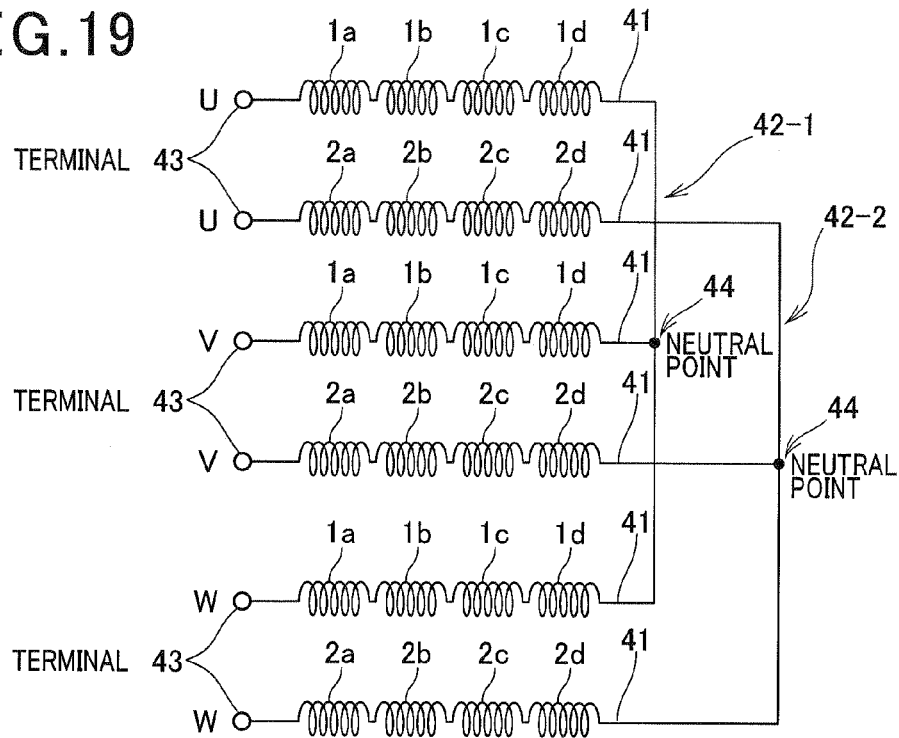 EG.19
1a 1b 1c 1d 41
U
42-1
TERMINAL 43
2a 2b 2c 2d 41
U
42-2
1a 1b 1c 1d 41
44
V
NEUTRAL
POINT
TERMINAL 43
2a 2b 2c 2d 41
44
V
NEUTRAL
POINT
1a 1b 1c 1d 41
W
TERMINAL 43
2a 2b 2c 2d 41
W